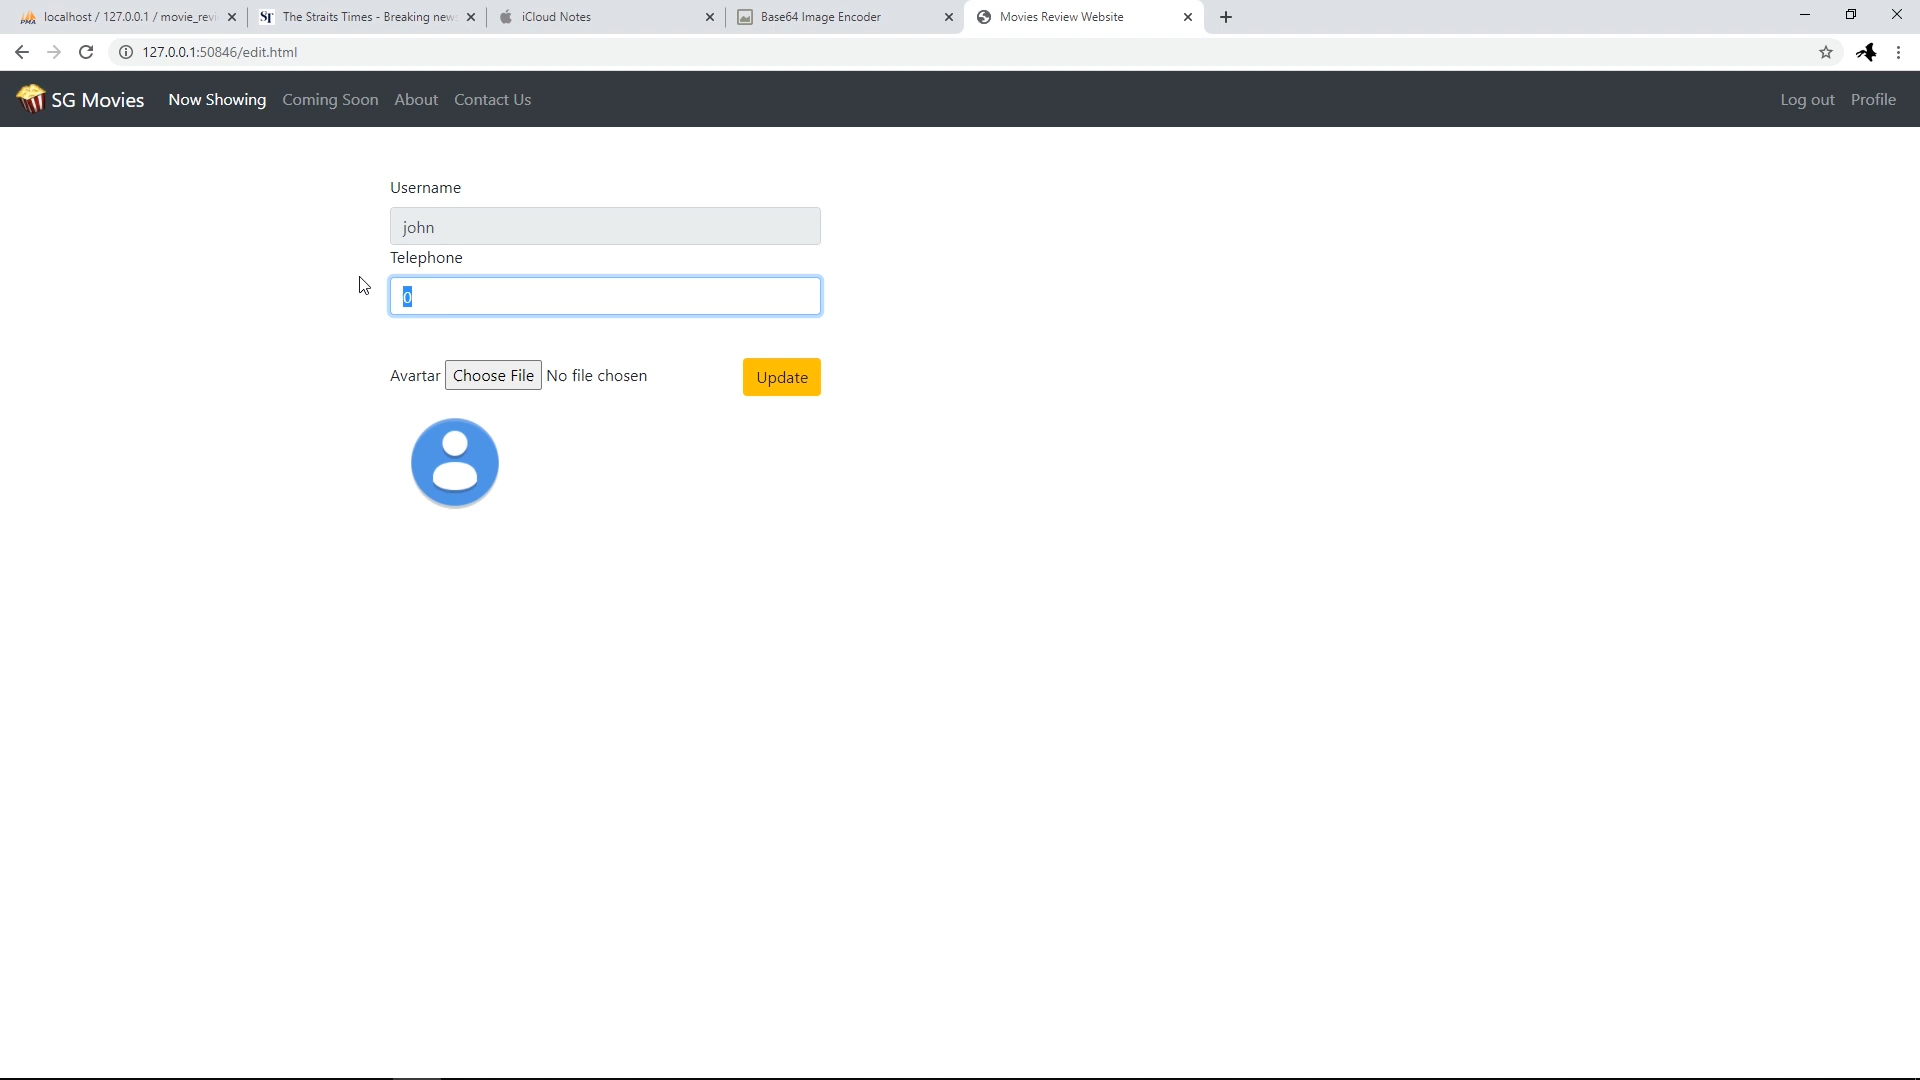 localhost / 127.0.0.1 / movie_revi
The Straits Times - Breaking news
iCloud Notes
Base64 Image Encoder
Movies Review Website
127.0.0.1:50846/edit.html
SG Movies Now Showing Coming Soon About Contact Us Log out Profile
Username
john
Telephone
0
Avartar Choose File No file chosen Update